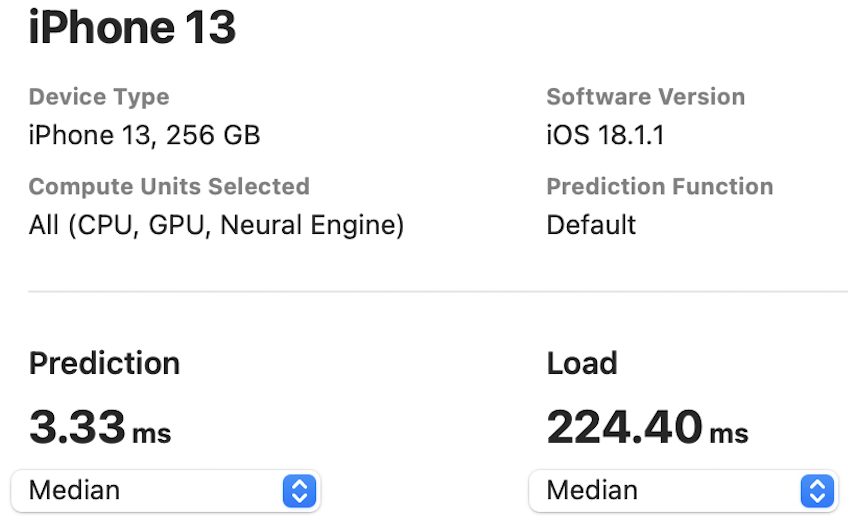 iPhone 13
Device Type
iPhone 13, 256 GB
Software Version
iOS 18.1.1
Compute Units Selected
All (CPU, GPU, Neural Engine)
Prediction Function
Default
Prediction
3.33 ms
Median
Load
224.40 ms
Median